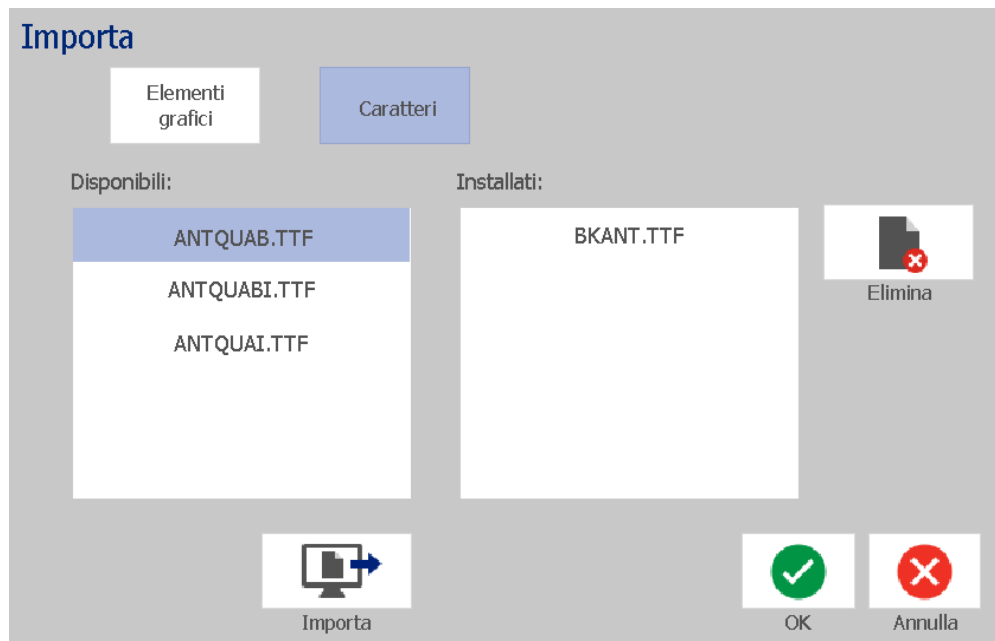 Importa
Elementi
grafici
Caratteri
Disponibili:
Installati:
ANTQUAB.TTF
ANTQUABI.TTF
ANTQUAI.TTF
BKANT.TTF
Elimina
Importa
OK
Annulla